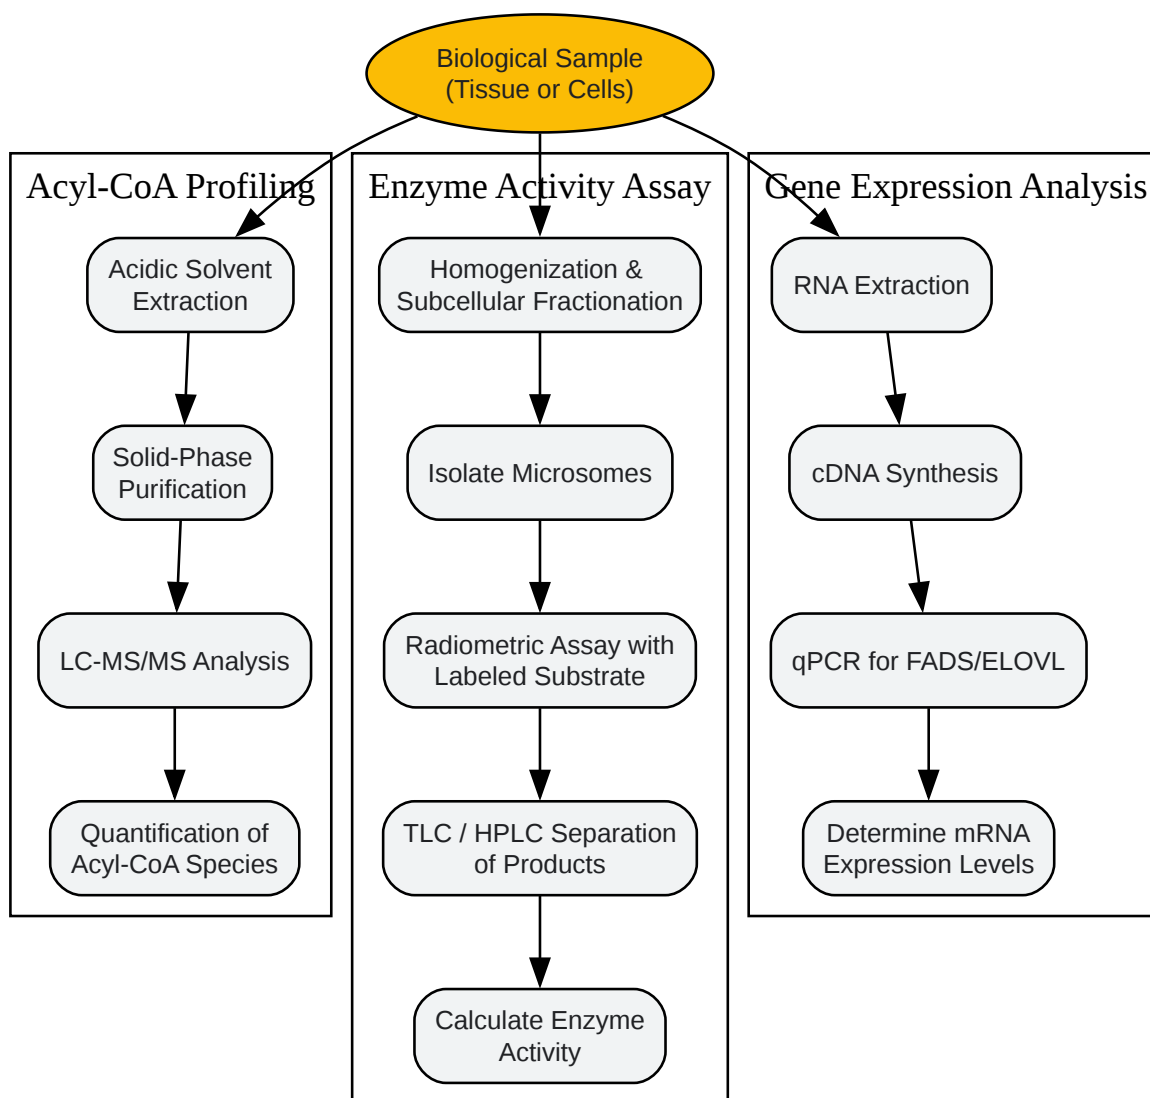 Biological Sample
(Tissue or Cells)
Acyl-CoA Profiling
Acidic Solvent
Extraction
Solid-Phase
Purification
LC-MS/MS Analysis
Quantification of
Acyl-CoA Species
Enzyme Activity Assay
Homogenization &
Subcellular Fractionation
Isolate Microsomes
Radiometric Assay with
Labeled Substrate
TLC / HPLC Separation
of Products
Calculate Enzyme
Activity
Gene Expression Analysis
RNA Extraction
cDNA Synthesis
qPCR for FADS/ELOVL
Determine mRNA
Expression Levels